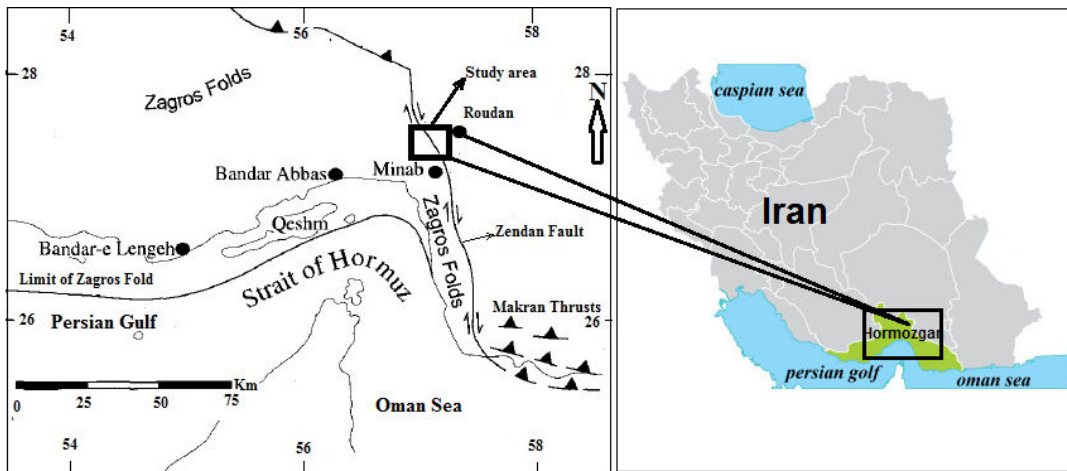 54
56
58
28
28
Zagros Folds
Study area
N
Roudan
Bandar Abbas
Minab
Qeshm
Zagros Folds
Bandar-e Lengeh
Zendan Fault
Limit of Zagros Fold
Strait of Hormuz
Makran Thrusts
26
26
Persian Gulf
Km
0 25 50 75
Oman Sea
54
56
58
caspian sea
Iran
Hormozgan
persian golf
oman sea